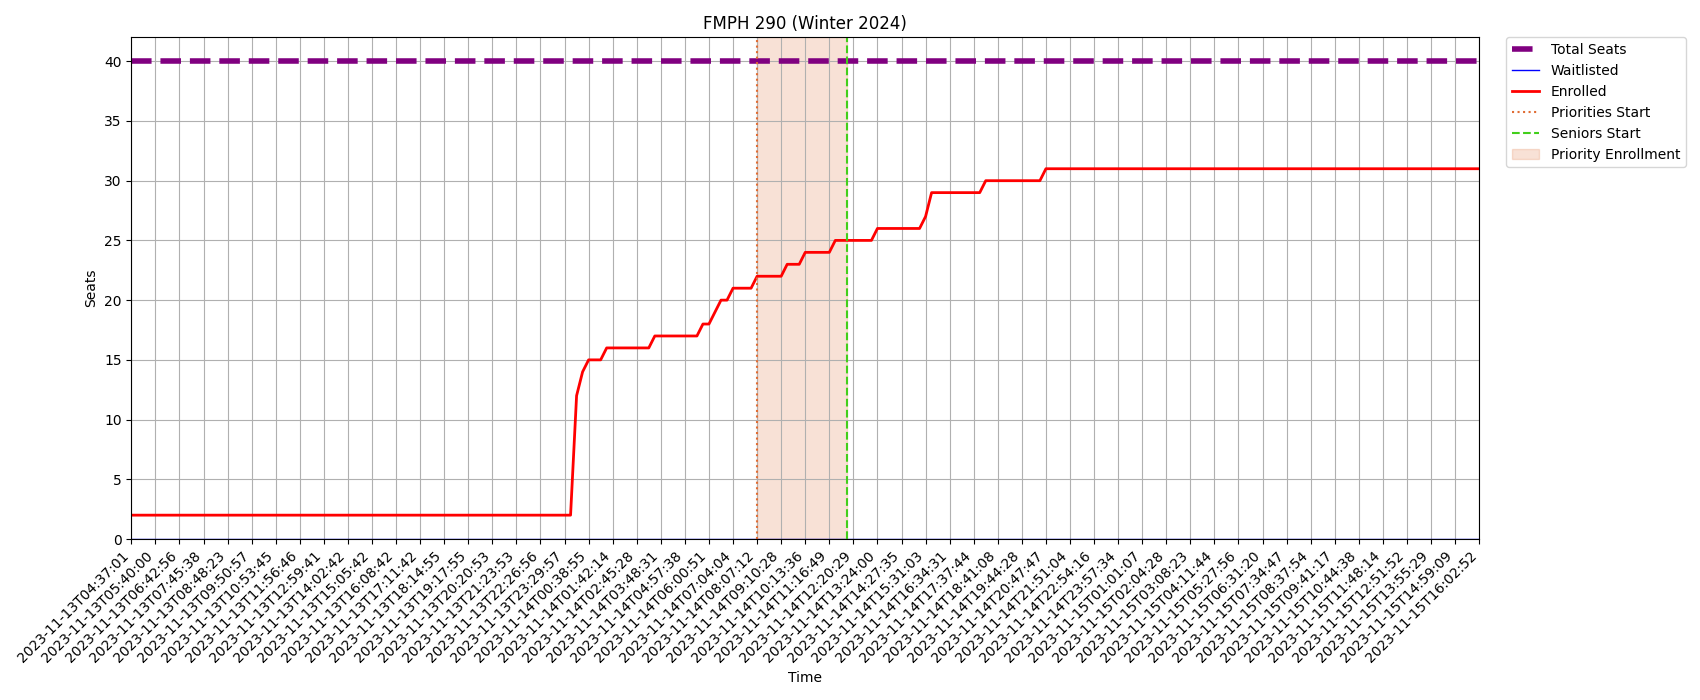 FMPH 290 (Winter 2024)
Total Seats
Waitlisted
Enrolled
Priorities Start
Seniors Start
Priority Enrollment
Seats
40
35
30
25
20
15
10
5
0
2023-11-13T04:37:01
2023-11-13T05:40:00
2023-11-13T06:42:56
2023-11-13T07:45:38
2023-11-13T08:48:23
2023-11-13T09:50:57
2023-11-13T10:53:45
2023-11-13T11:56:46
2023-11-13T12:59:41
2023-11-13T14:02:42
2023-11-13T15:05:42
2023-11-13T16:08:42
2023-11-13T17:11:42
2023-11-13T18:14:55
2023-11-13T19:17:55
2023-11-13T20:20:53
2023-11-13T21:23:53
2023-11-13T22:26:56
2023-11-13T23:29:57
2023-11-14T00:38:55
2023-11-14T01:42:14
2023-11-14T02:45:28
2023-11-14T03:48:31
2023-11-14T04:57:38
2023-11-14T06:00:51
2023-11-14T07:04:04
2023-11-14T08:07:12
2023-11-14T09:10:28
2023-11-14T10:13:36
2023-11-14T11:16:49
2023-11-14T12:20:29
2023-11-14T13:24:00
2023-11-14T14:27:35
2023-11-14T15:31:03
2023-11-14T16:34:31
2023-11-14T17:37:44
2023-11-14T18:41:08
2023-11-14T19:44:28
2023-11-14T20:47:47
2023-11-14T21:51:04
2023-11-14T22:54:16
2023-11-14T23:57:34
2023-11-15T01:01:07
2023-11-15T02:04:28
2023-11-15T03:08:23
2023-11-15T04:11:44
2023-11-15T05:27:56
2023-11-15T06:31:20
2023-11-15T07:34:47
2023-11-15T08:37:54
2023-11-15T09:41:17
2023-11-15T10:44:38
2023-11-15T11:48:14
2023-11-15T12:51:52
2023-11-15T13:55:29
2023-11-15T14:59:09
2023-11-15T16:02:52
Time